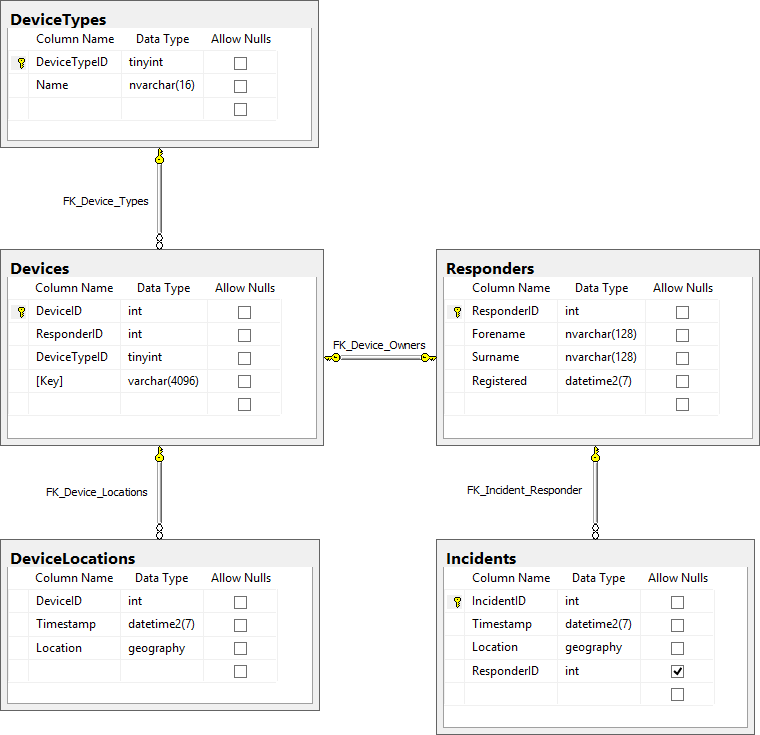 DeviceTypes
Column Name Data Type Allow Nulls
DeviceTypeID tinyint
Name nvarchar(16)
FK_Device_Types
Devices
Column Name Data Type Allow Nulls
DeviceID int
ResponderID int
DeviceTypeID tinyint
[Key] varchar(4096)
FK_Device_Owners
Responders
Column Name Data Type Allow Nulls
ResponderID int
Forename nvarchar(128)
Surname nvarchar(128)
Registered datetime2(7)
FK_Device_Locations
FK_Incident_Responder
DeviceLocations
Column Name Data Type Allow Nulls
DeviceID int
Timestamp datetime2(7)
Location geography
Incidents
Column Name Data Type Allow Nulls
IncidentID int
Timestamp datetime2(7)
Location geography
ResponderID int